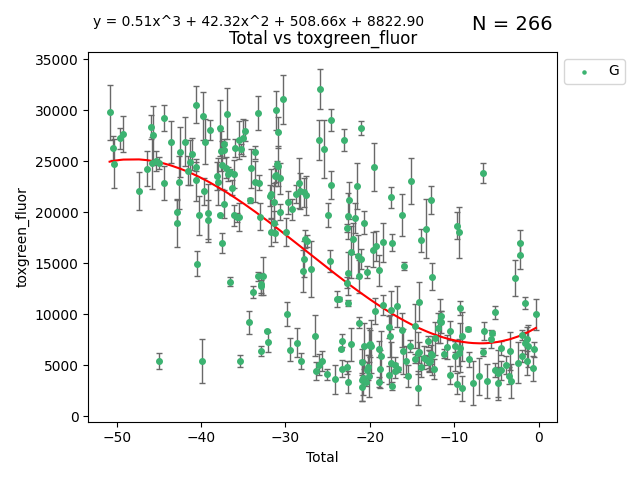 y = 0.51x^3 + 42.32x^2 + 508.66x + 8822.90
N = 266
Total vs toxgreen_fluor
G
toxgreen_fluor
35000
30000
25000
20000
15000
10000
5000
0
−50
−40
−30
−20
−10
0
Total